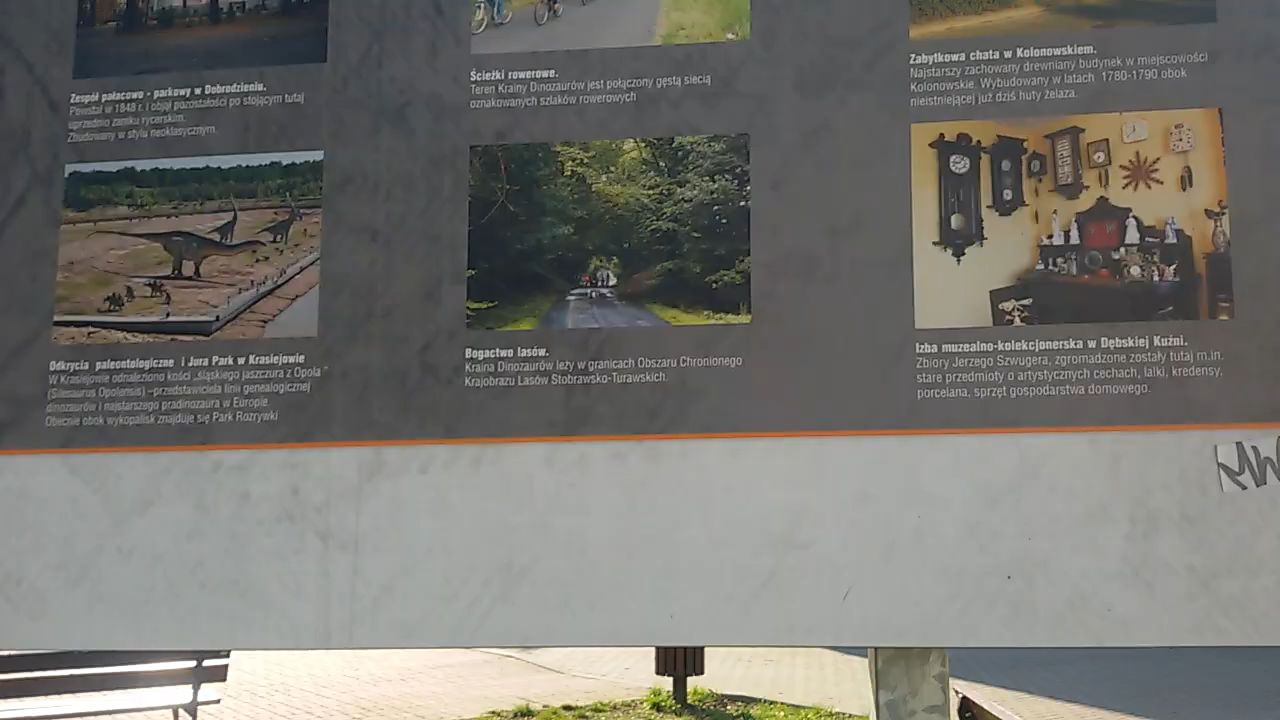 Zespół pałacowo - parkowy w Dobrodzieniu.
Powstał w 1848 r. i objął pozostałości po stojącym tutaj
uprzednio zamku rycerskim.
Zbudowany w stylu neoklasycznym.
Odkrycia paleontologiczne i Jura Park w Krasiejowie
W Krasiejowie odnaleziono kości „śląskiego jaszczura z Opola"
(Silesaurus Opolensis) –przedstawiciela linii genealogicznej
dinozaurów i najstarszego pradinozaura w Europie.
Obecnie obok wykopalisk znajduje się Park Rozrywki
Ścieżki rowerowe.
Teren Krainy Dinozaurów jest połączony gęstą siecią
oznakowanych szlaków rowerowych
Bogactwo lasów.
Kraina Dinozaurów leży w granicach Obszaru Chronionego
Krajobrazu Lasów Stobrawsko-Turawskich.
Zabytkowa chata w Kolonowskiem.
Najstarszy zachowany drewniany budynek w miejscowości
Kolonowskie. Wybudowany w latach 1780-1790 obok
nieistniejącej już dziś huty żelaza.
Izba muzealno-kolekcjonerska w Dębskiej Kuźni.
Zbiory Jerzego Szwugera, zgromadzone zostały tutaj m.in.
stare przedmioty o artystycznych cechach, lalki, kredensy,
porcelana, sprzęt gospodarstwa domowego.